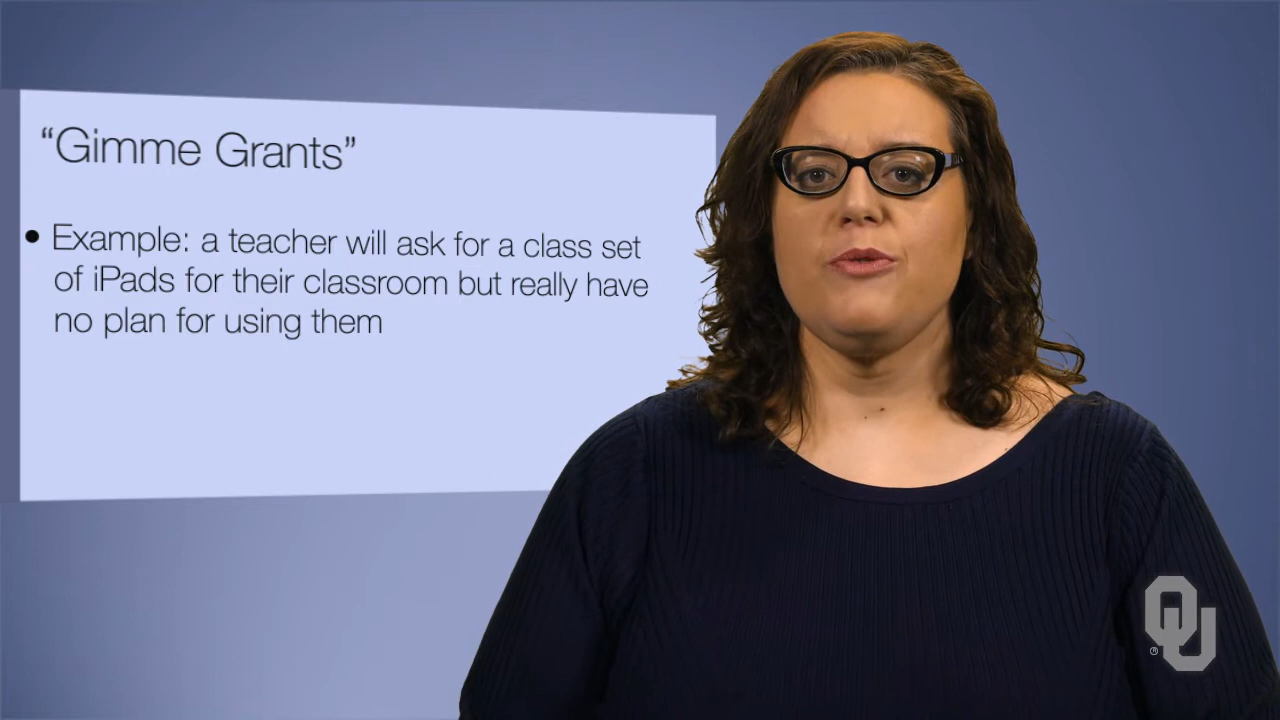 “Gimme Grants”
• Example: a teacher will ask for a class set
of iPads for their classroom but really have
no plan for using them
OU
®